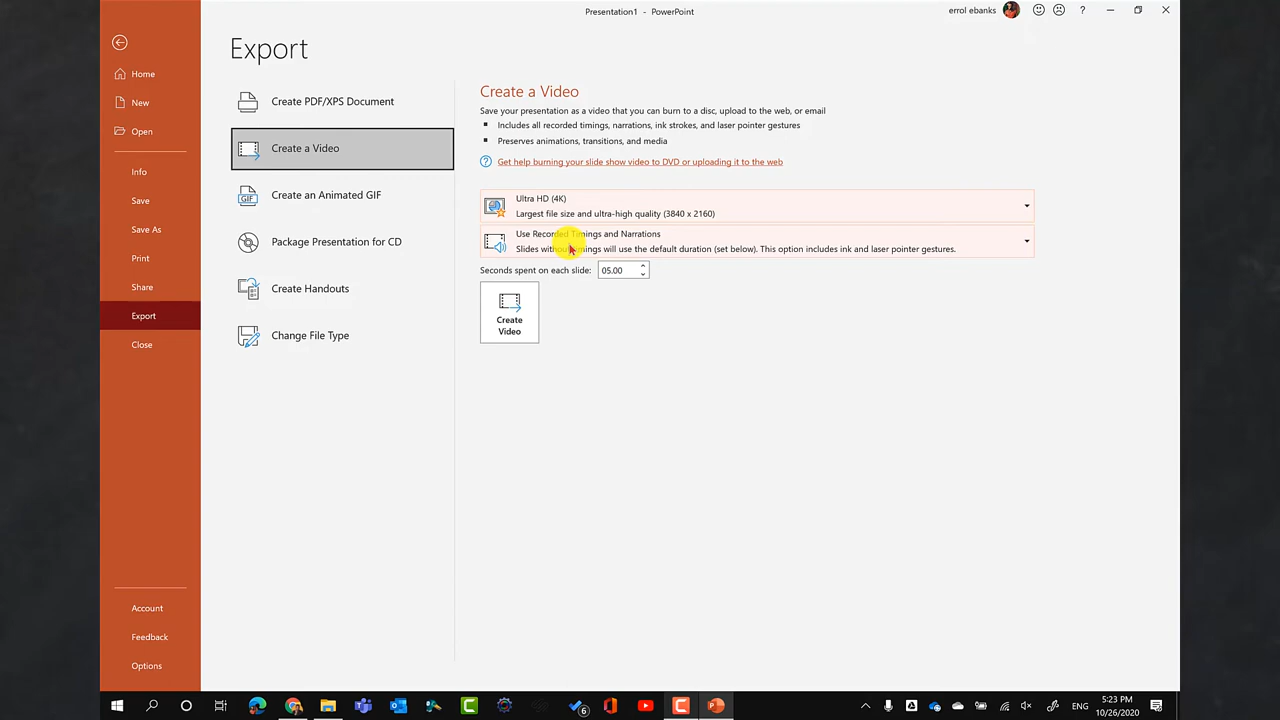 Presentation1 - PowerPoint
errol ebanks
?
Export
Home
New
Open
Info
Save
Save As
Print
Share
Export
Close
Account
Feedback
Options
Create PDF/XPS Document
Create a Video
GIF
Create an Animated GIF
Package Presentation for CD
Create Handouts
Change File Type
Create a Video
Save your presentation as a video that you can burn to a disc, upload to the web, or email
Includes all recorded timings, narrations, ink strokes, and laser pointer gestures
Preserves animations, transitions, and media
? Get help burning your slide show video to DVD or uploading it to the web
Ultra HD (4K)
Largest file size and ultra-high quality (3840 x 2160)
Use Recorded Timings and Narrations
Slides without timings will use the default duration (set below). This option includes ink and laser pointer gestures.
Seconds spent on each slide: 05.00
Create
Video
6
ENG
5:23 PM
10/26/2020